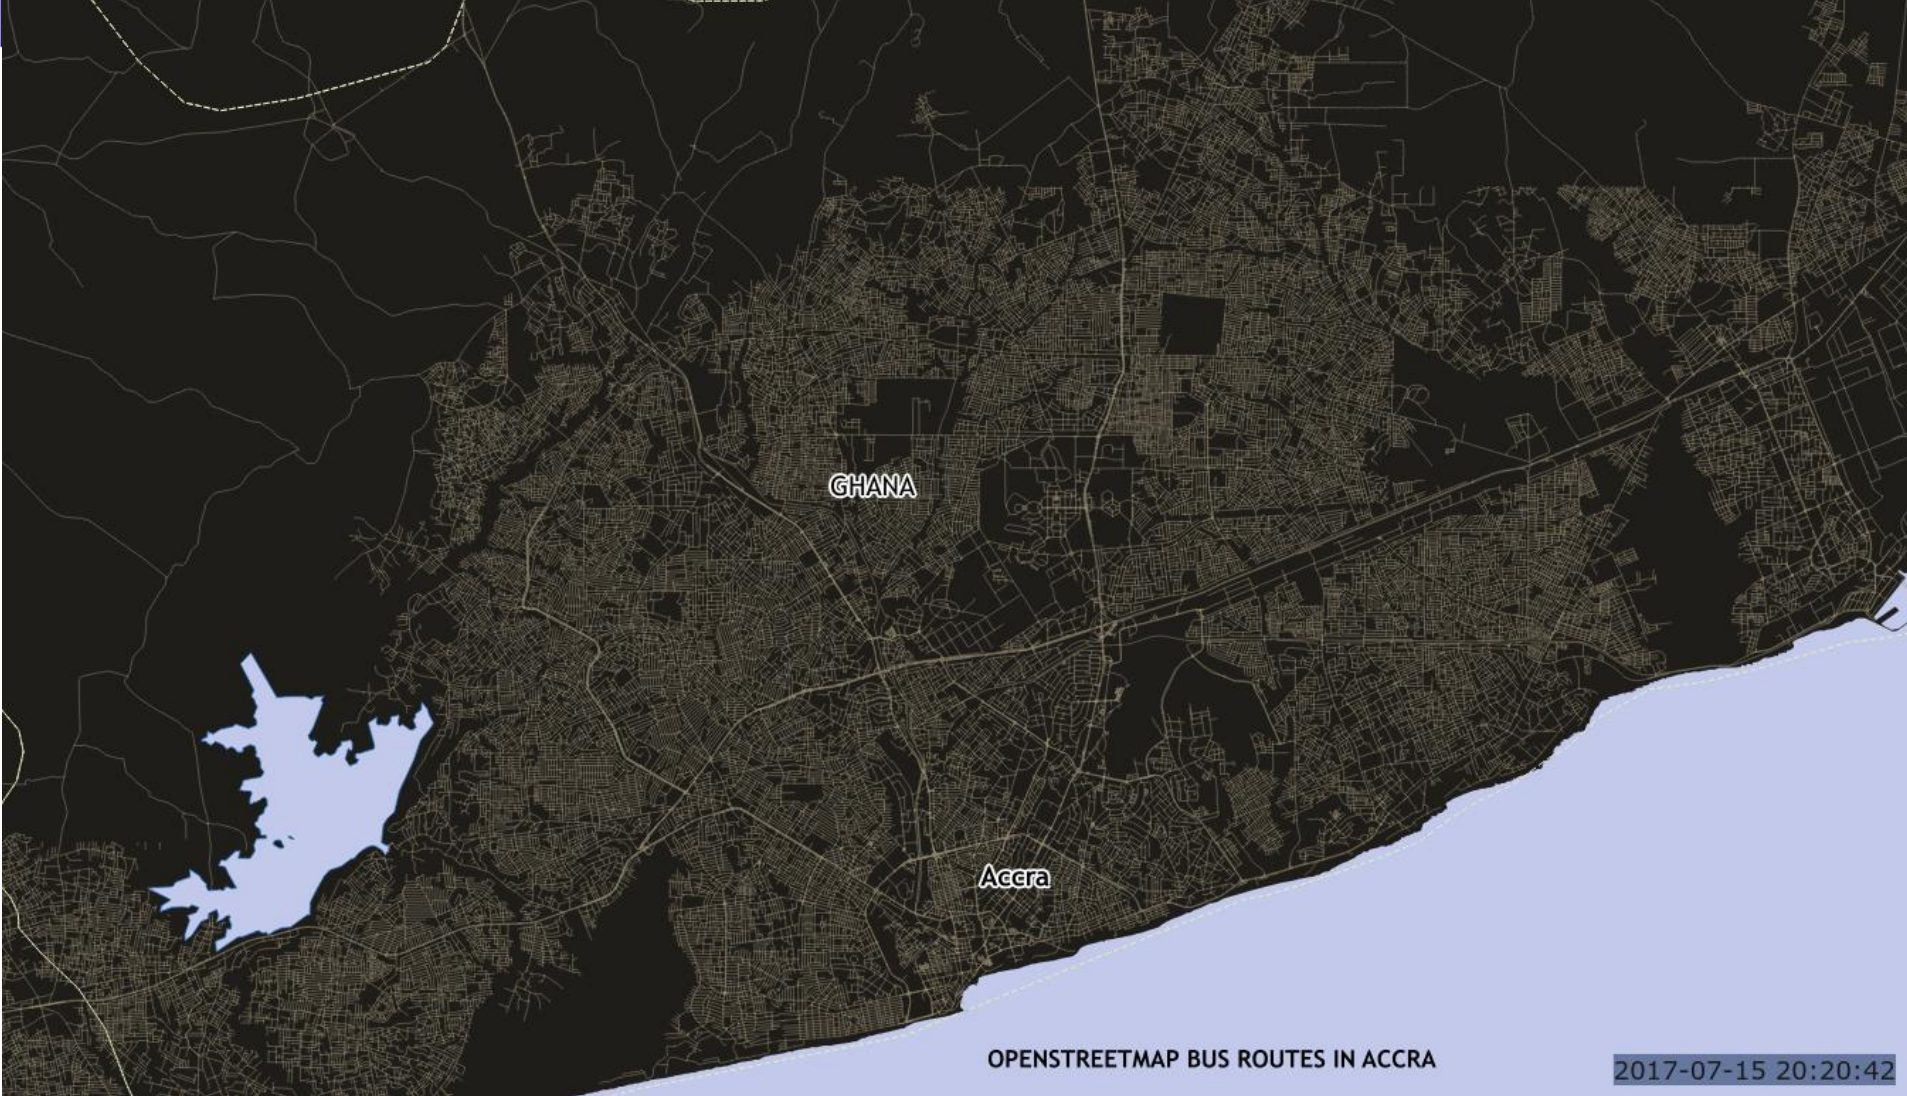 GHANA
Accra
OPENSTREETMAP BUS ROUTES IN ACCRA
2017-07-15 20:20:42